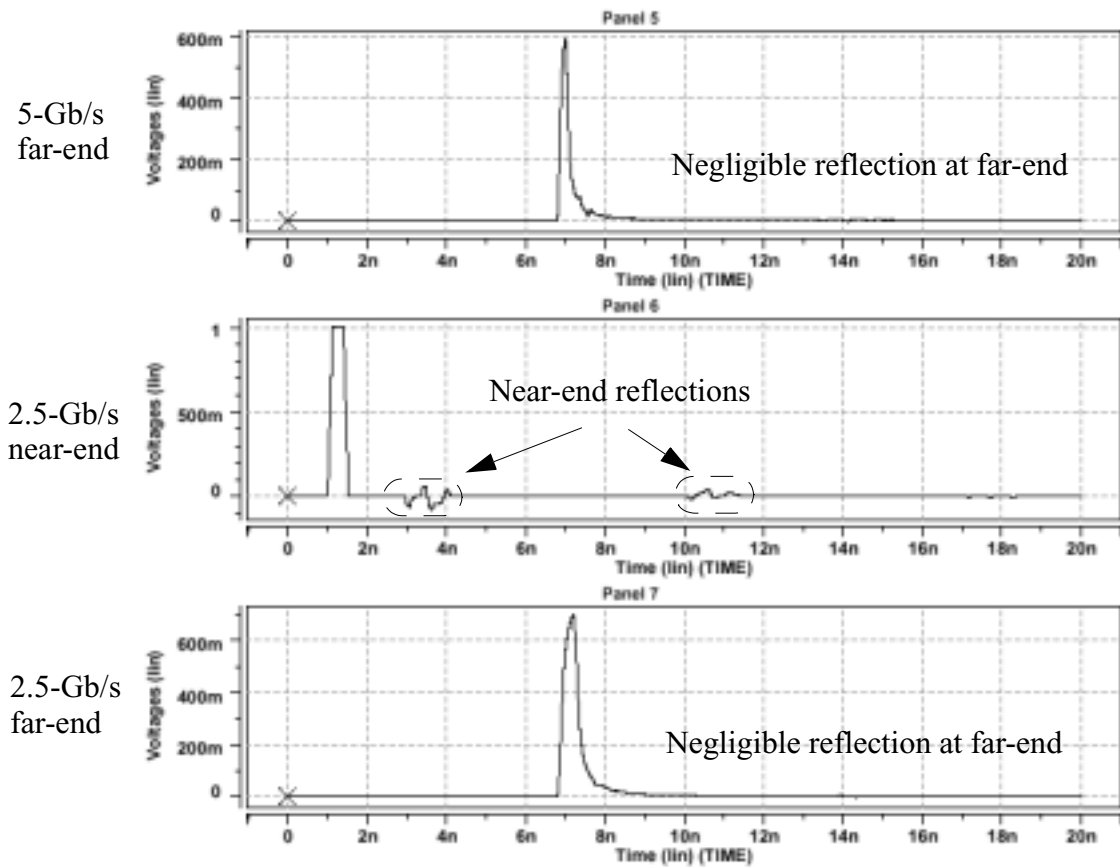 Panel 5
5-Gb/s
far-end
Voltages (lin)
600m
400m
200m
0
Negligible reflection at far-end
0 2n 4n 6n 8n 10n 12n 14n 16n 18n 20n
Time (lin) (TIME)
Panel 6
2.5-Gb/s
near-end
Voltages (lin)
1
500m
0
Near-end reflections
0 2n 4n 6n 8n 10n 12n 14n 16n 18n 20n
Time (lin) (TIME)
Panel 7
2.5-Gb/s
far-end
Voltages (lin)
600m
400m
200m
0
Negligible reflection at far-end
0 2n 4n 6n 8n 10n 12n 14n 16n 18n 20n
Time (lin) (TIME)